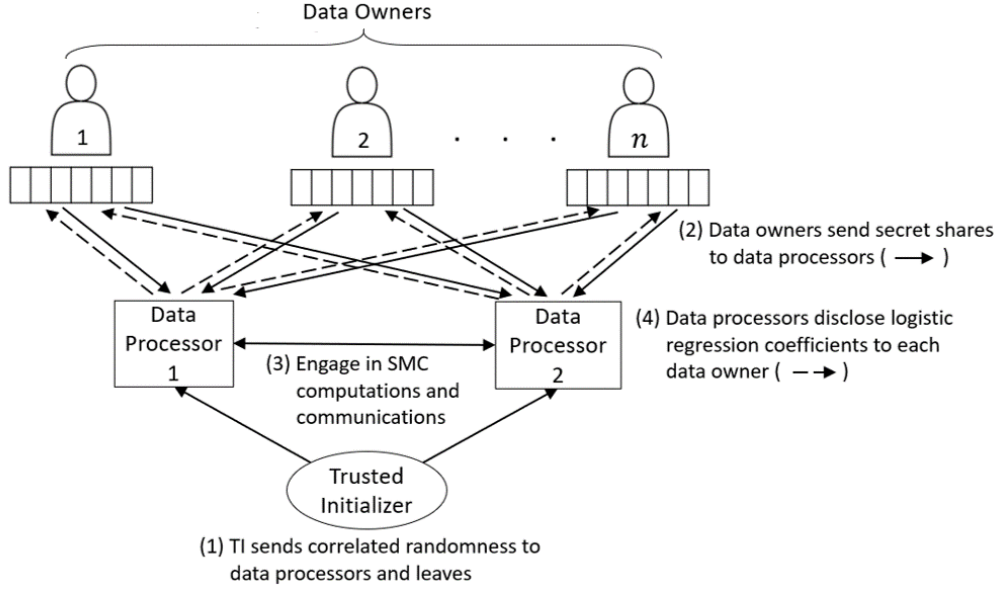 Data Owners
1
2
. . .
n
(2) Data owners send secret shares
to data processors ( )
Data
Processor
1
Data
Processor
2
(3) Engage in SMC
computations and
communications
(4) Data processors disclose logistic
regression coefficients to each
data owner ( )
Trusted
Initializer
(1) TI sends correlated randomness to
data processors and leaves